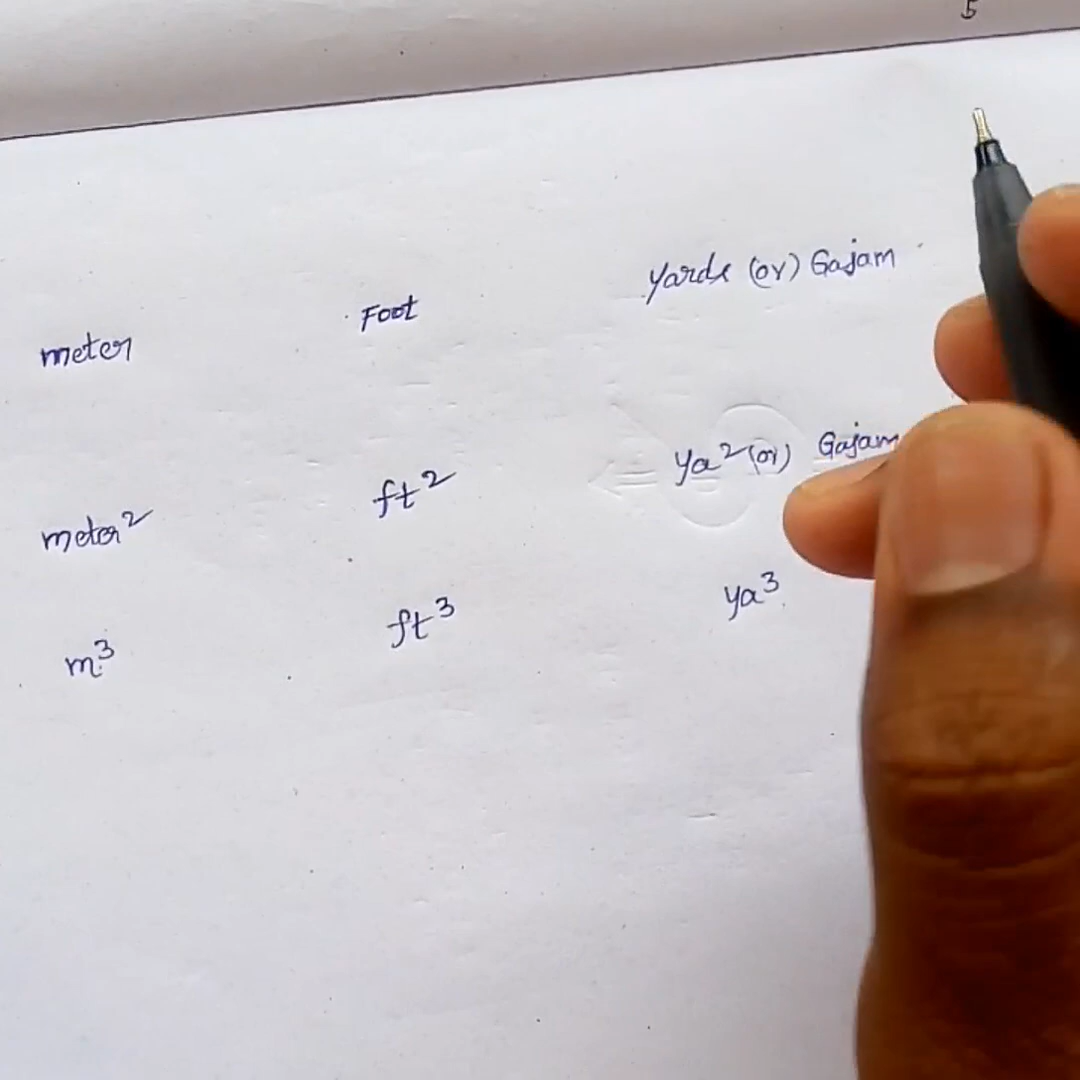 5
meter Foot Yards (or) Gajam
meter² ft² ya² (or) Gajam
m³ ft³ ya³